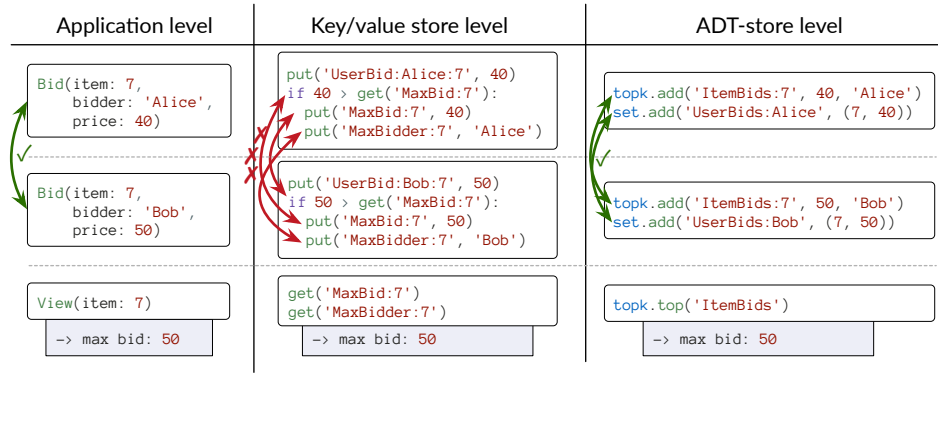 Application level
Key/value store level
ADT-store level
Bid(item: 7,
bidder: 'Alice',
price: 40)
put('UserBid:Alice:7', 40)
if 40 > get('MaxBid:7'):
put('MaxBid:7', 40)
put('MaxBidder:7', 'Alice')
topk.add('ItemBids:7', 40, 'Alice')
set.add('UserBids:Alice', (7, 40))
Bid(item: 7,
bidder: 'Bob',
price: 50)
put('UserBid:Bob:7', 50)
if 50 > get('MaxBid:7'):
put('MaxBid:7', 50)
put('MaxBidder:7', 'Bob')
topk.add('ItemBids:7', 50, 'Bob')
set.add('UserBids:Bob', (7, 50))
View(item: 7)
-> max bid: 50
get('MaxBid:7')
get('MaxBidder:7')
-> max bid: 50
topk.top('ItemBids')
-> max bid: 50